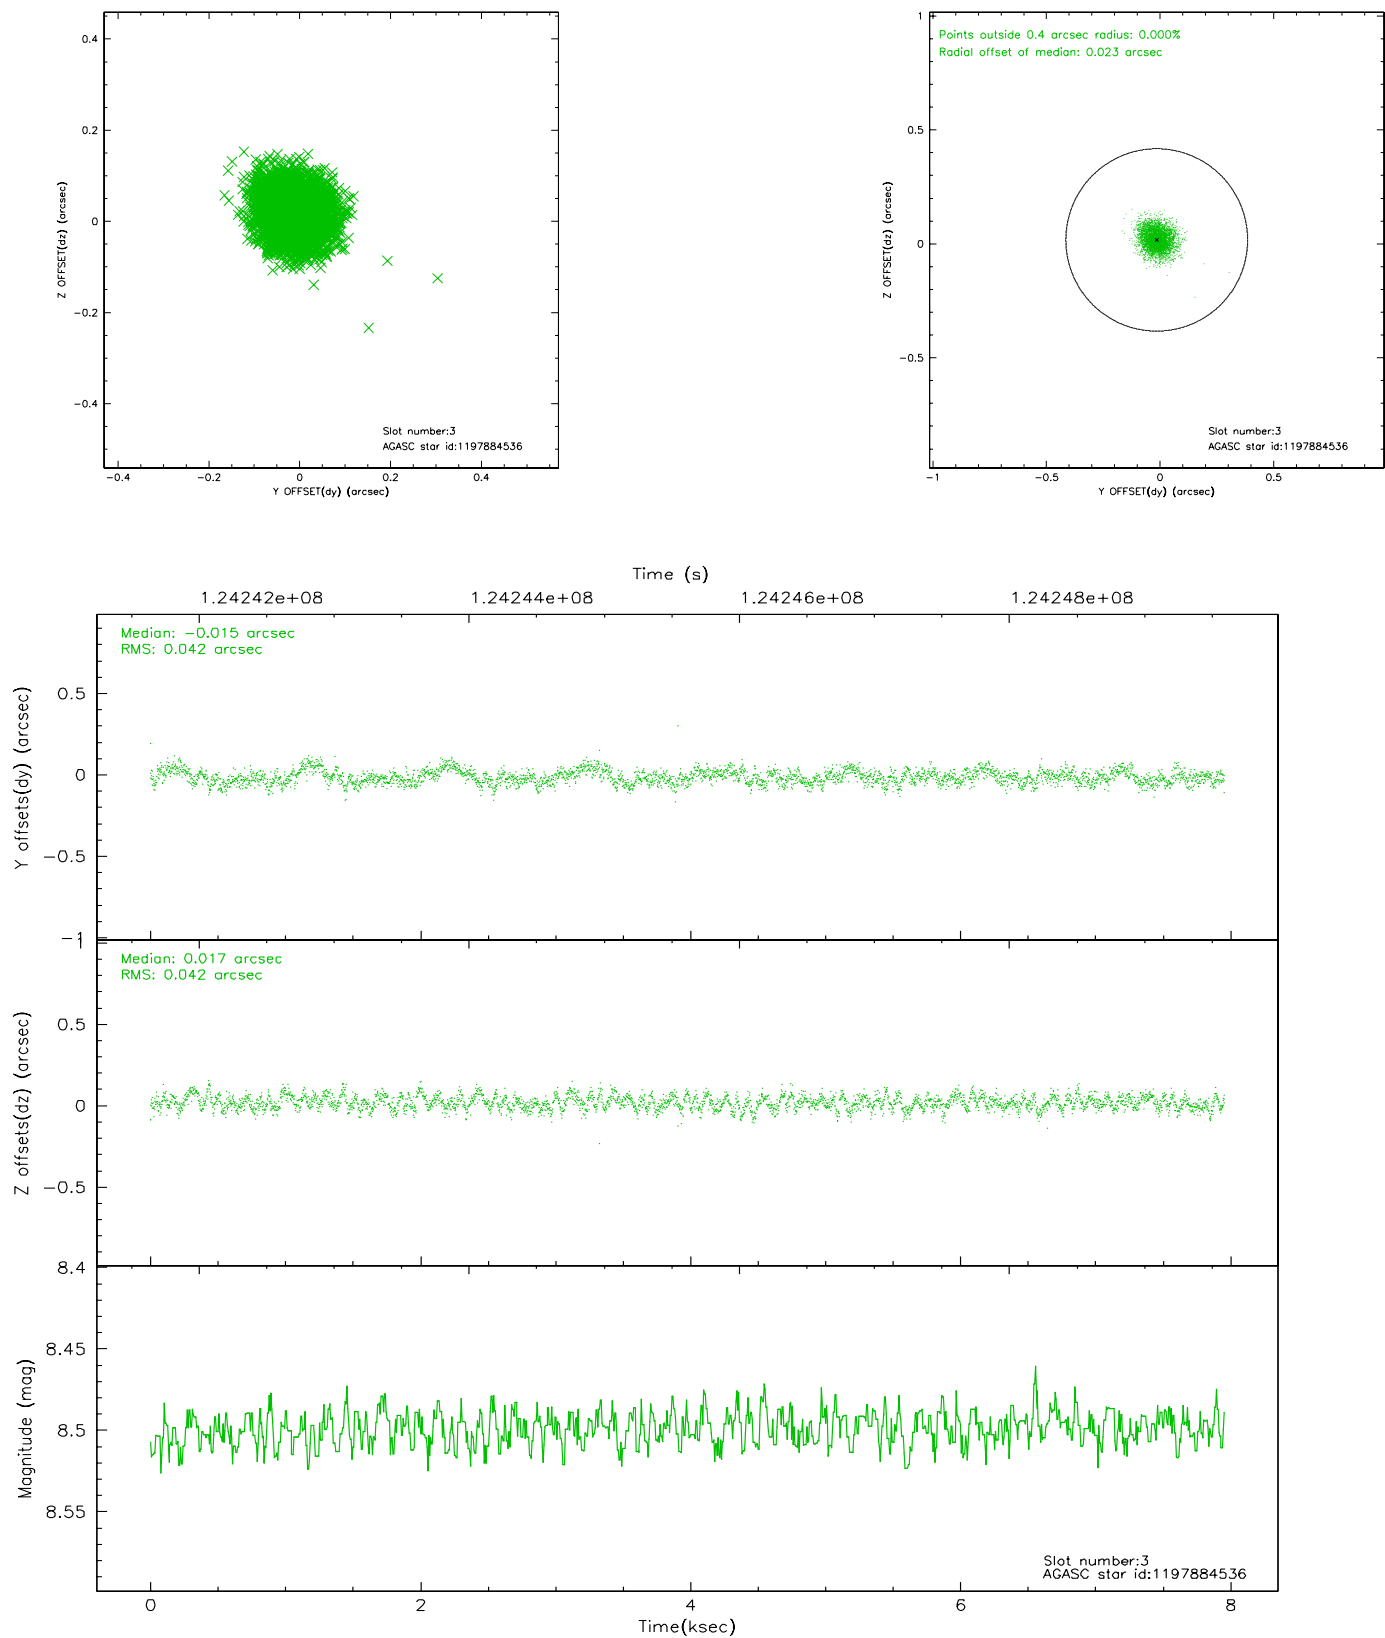 0.4
0.2
0
−0.2
−0.4
Z OFFSET(dz) (arcsec)
Slot number:3
AGASC star id:1197884536
−0.4
−0.2
0
0.2
0.4
Y OFFSET(dy) (arcsec)
Points outside 0.4 arcsec radius: 0.000%
Radial offset of median: 0.023 arcsec
1
0.5
0
−0.5
Z OFFSET(dz) (arcsec)
Slot number:3
AGASC star id:1197884536
−1
−0.5
0
0.5
Y OFFSET(dy) (arcsec)
Time (s)
1.24242e+08
1.24244e+08
1.24246e+08
1.24248e+08
Median: −0.015 arcsec
RMS: 0.042 arcsec
0.5
0
−0.5
−1
Y offsets(dy) (arcsec)
Median: 0.017 arcsec
RMS: 0.042 arcsec
1
0.5
0
−0.5
Z offsets(dz) (arcsec)
8.4
8.45
8.5
8.55
Magnitude (mag)
Slot number:3
AGASC star id:1197884536
0
2
4
6
8
Time(ksec)